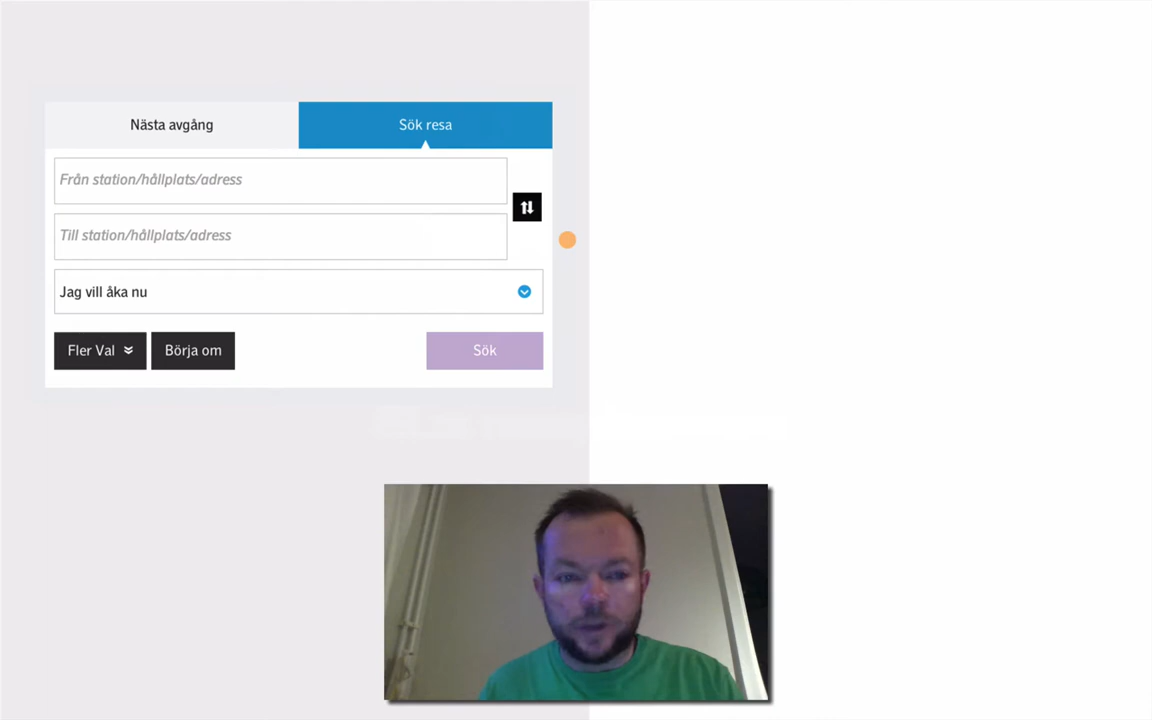 Nästa avgång
Sök resa
Från station/hållplats/adress
Till station/hållplats/adress
Jag vill åka nu
Fler Val
Börja om
Sök